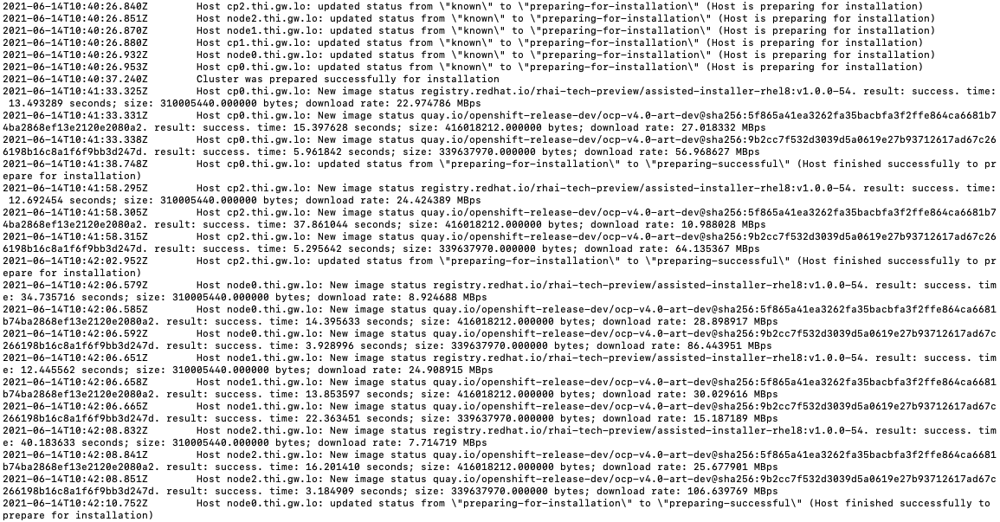 2021-06-14T10:40:26.840Z        Host cp2.thi.gw.lo: updated status from \"known\" to \"preparing-for-installation\" (Host is preparing for installation)
2021-06-14T10:40:26.851Z        Host node2.thi.gw.lo: updated status from \"known\" to \"preparing-for-installation\" (Host is preparing for installation)
2021-06-14T10:40:26.870Z        Host node1.thi.gw.lo: updated status from \"known\" to \"preparing-for-installation\" (Host is preparing for installation)
2021-06-14T10:40:26.880Z        Host cp1.thi.gw.lo: updated status from \"known\" to \"preparing-for-installation\" (Host is preparing for installation)
2021-06-14T10:40:26.932Z        Host node0.thi.gw.lo: updated status from \"known\" to \"preparing-for-installation\" (Host is preparing for installation)
2021-06-14T10:40:26.953Z        Host cp0.thi.gw.lo: updated status from \"known\" to \"preparing-for-installation\" (Host is preparing for installation)
2021-06-14T10:40:37.240Z        Cluster was prepared successfully for installation
2021-06-14T10:41:33.325Z        Host cp0.thi.gw.lo: New image status registry.redhat.io/rhai-tech-preview/assisted-installer-rhel8:v1.0.0-54. result: success. time:
 13.493289 seconds; size: 310005440.000000 bytes; download rate: 22.974786 MBps
2021-06-14T10:41:33.331Z        Host cp0.thi.gw.lo: New image status quay.io/openshift-release-dev/ocp-v4.0-art-dev@sha256:5f865a41ea3262fa35bacbfa3f2ffe864ca6681b7
4ba2868ef13e2120e2080a2. result: success. time: 15.397628 seconds; size: 416018212.000000 bytes; download rate: 27.018332 MBps
2021-06-14T10:41:33.338Z        Host cp0.thi.gw.lo: New image status quay.io/openshift-release-dev/ocp-v4.0-art-dev@sha256:9b2cc7f532d3039d5a0619e27b93712617ad67c26
6198b16c8a1f6f9bb3d247d. result: success. time: 5.961842 seconds; size: 339637970.000000 bytes; download rate: 56.968627 MBps
2021-06-14T10:41:38.748Z        Host cp0.thi.gw.lo: updated status from \"preparing-for-installation\" to \"preparing-successful\" (Host finished successfully to pr
epare for installation)
2021-06-14T10:41:58.295Z        Host cp2.thi.gw.lo: New image status registry.redhat.io/rhai-tech-preview/assisted-installer-rhel8:v1.0.0-54. result: success. time:
 12.692454 seconds; size: 310005440.000000 bytes; download rate: 24.424389 MBps
2021-06-14T10:41:58.305Z        Host cp2.thi.gw.lo: New image status quay.io/openshift-release-dev/ocp-v4.0-art-dev@sha256:5f865a41ea3262fa35bacbfa3f2ffe864ca6681b7
4ba2868ef13e2120e2080a2. result: success. time: 37.861044 seconds; size: 416018212.000000 bytes; download rate: 10.988028 MBps
2021-06-14T10:41:58.315Z        Host cp2.thi.gw.lo: New image status quay.io/openshift-release-dev/ocp-v4.0-art-dev@sha256:9b2cc7f532d3039d5a0619e27b93712617ad67c26
6198b16c8a1f6f9bb3d247d. result: success. time: 5.295642 seconds; size: 339637970.000000 bytes; download rate: 64.135367 MBps
2021-06-14T10:42:02.952Z        Host cp2.thi.gw.lo: updated status from \"preparing-for-installation\" to \"preparing-successful\" (Host finished successfully to pr
epare for installation)
2021-06-14T10:42:06.579Z        Host node0.thi.gw.lo: New image status registry.redhat.io/rhai-tech-preview/assisted-installer-rhel8:v1.0.0-54. result: success. tim
e: 34.735716 seconds; size: 310005440.000000 bytes; download rate: 8.924688 MBps
2021-06-14T10:42:06.585Z        Host node0.thi.gw.lo: New image status quay.io/openshift-release-dev/ocp-v4.0-art-dev@sha256:5f865a41ea3262fa35bacbfa3f2ffe864ca6681
b74ba2868ef13e2120e2080a2. result: success. time: 14.395633 seconds; size: 416018212.000000 bytes; download rate: 28.898917 MBps
2021-06-14T10:42:06.592Z        Host node0.thi.gw.lo: New image status quay.io/openshift-release-dev/ocp-v4.0-art-dev@sha256:9b2cc7f532d3039d5a0619e27b93712617ad67c
266198b16c8a1f6f9bb3d247d. result: success. time: 3.928996 seconds; size: 339637970.000000 bytes; download rate: 86.443951 MBps
2021-06-14T10:42:06.651Z        Host node1.thi.gw.lo: New image status registry.redhat.io/rhai-tech-preview/assisted-installer-rhel8:v1.0.0-54. result: success. tim
e: 12.445562 seconds; size: 310005440.000000 bytes; download rate: 24.908915 MBps
2021-06-14T10:42:06.658Z        Host node1.thi.gw.lo: New image status quay.io/openshift-release-dev/ocp-v4.0-art-dev@sha256:5f865a41ea3262fa35bacbfa3f2ffe864ca6681
b74ba2868ef13e2120e2080a2. result: success. time: 13.853597 seconds; size: 416018212.000000 bytes; download rate: 30.029616 MBps
2021-06-14T10:42:06.665Z        Host node1.thi.gw.lo: New image status quay.io/openshift-release-dev/ocp-v4.0-art-dev@sha256:9b2cc7f532d3039d5a0619e27b93712617ad67c
266198b16c8a1f6f9bb3d247d. result: success. time: 22.363451 seconds; size: 339637970.000000 bytes; download rate: 15.187189 MBps
2021-06-14T10:42:08.832Z        Host node2.thi.gw.lo: New image status registry.redhat.io/rhai-tech-preview/assisted-installer-rhel8:v1.0.0-54. result: success. tim
e: 40.183633 seconds; size: 310005440.000000 bytes; download rate: 7.714719 MBps
2021-06-14T10:42:08.841Z        Host node2.thi.gw.lo: New image status quay.io/openshift-release-dev/ocp-v4.0-art-dev@sha256:5f865a41ea3262fa35bacbfa3f2ffe864ca6681
b74ba2868ef13e2120e2080a2. result: success. time: 16.201410 seconds; size: 416018212.000000 bytes; download rate: 25.677901 MBps
2021-06-14T10:42:08.851Z        Host node2.thi.gw.lo: New image status quay.io/openshift-release-dev/ocp-v4.0-art-dev@sha256:9b2cc7f532d3039d5a0619e27b93712617ad67c
266198b16c8a1f6f9bb3d247d. result: success. time: 3.184909 seconds; size: 339637970.000000 bytes; download rate: 106.639769 MBps
2021-06-14T10:42:10.752Z        Host node0.thi.gw.lo: updated status from \"preparing-for-installation\" to \"preparing-successful\" (Host finished successfully to
prepare for installation)